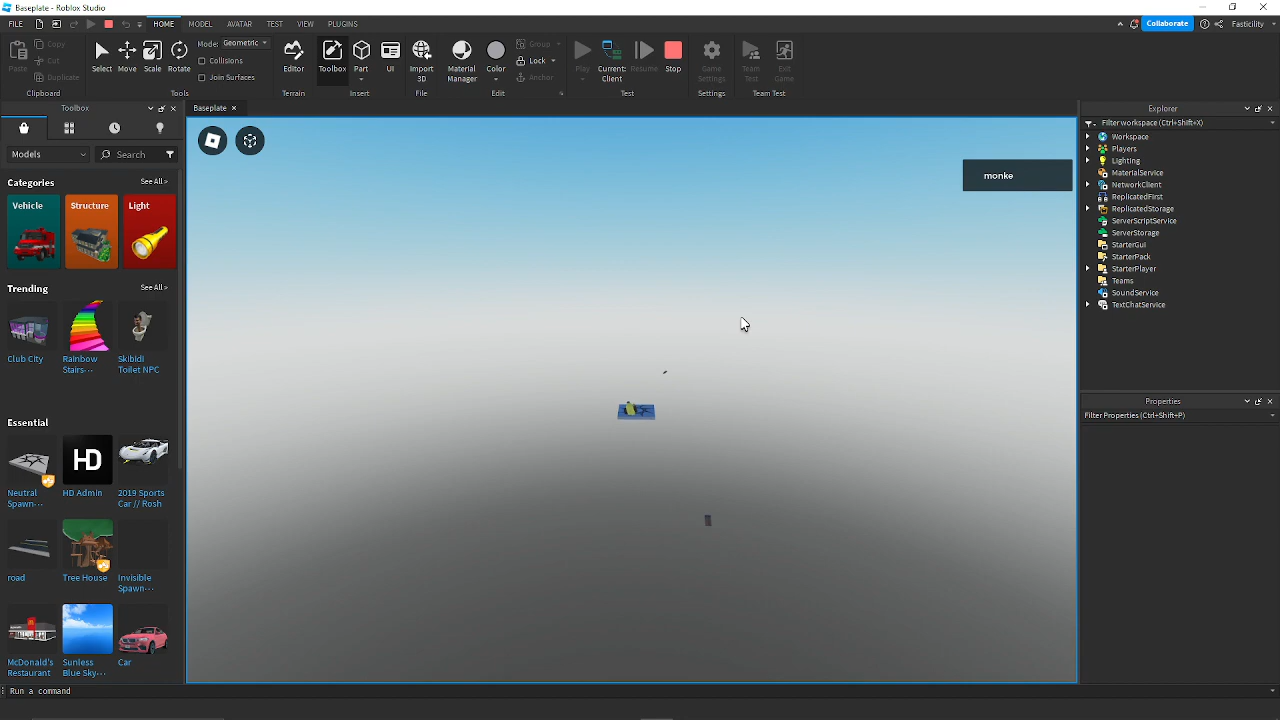 Baseplate - Roblox Studio
FILE
HOME MODEL AVATAR TEST VIEW PLUGINS
Collaborate
Fasticility
Paste
Copy
Cut
Duplicate
Clipboard
Select Move Scale Rotate
Mode: Geometric
Collisions
Join Surfaces
Tools
Editor
Terrain
Toolbox Part UI
Insert
Import 3D
File
Material Manager
Color
Group
Lock
Anchor
Edit
Play
Current: Client
Resume
Stop
Test
Game Settings
Settings
Team Test
Exit Game
Team Test
Toolbox
Models
Search
Categories See All >
Vehicle Structure Light
Trending See All >
Club City
Rainbow Stairs...
Skibidi Toilet NPC
Essential See All >
HD
Neutral Spawn...
HD Admin
2019 Sports Car // Rosh
road
Tree House
Invisible Spawn...
McDonald's Restaurant
Sunless Blue Sky...
Car
Run a command
Baseplate
monke
Explorer
Filter workspace (Ctrl+Shift+X)
Workspace
Players
Lighting
MaterialService
NetworkClient
ReplicatedFirst
ReplicatedStorage
ServerScriptService
ServerStorage
StarterGui
StarterPack
StarterPlayer
Teams
SoundService
TextChatService
Properties
Filter Properties (Ctrl+Shift+P)